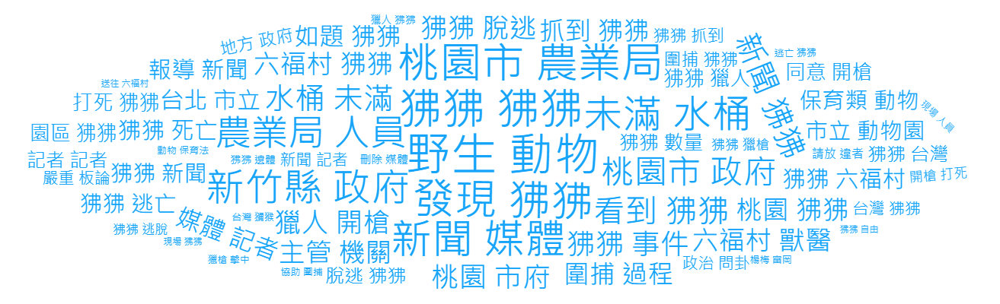 獵人 狒狒
狒狒 脫逃
抓到 狒狒
狒狒 抓到
地方 政府
如題 狒狒
新聞 狒狒
逃亡 狒狒
報導 新聞
六福村 狒狒
桃園市 農業局
圍捕 狒狒
同意 開槍
狒狒 獵人
送往 六福村
打死 狒狒
台北 市立
水桶 未滿
狒狒 狒狒
未滿 水桶
保育類 動物
現場 人員
園區 狒狒
狒狒 死亡
農業局 人員
市立 動物園
狒狒 數量
狒狒 獵槍
動物 保育法
野生 動物
請放 違者
狒狒 台灣
記者 記者
狒狒 遺體
新聞 記者
刪除 媒體
嚴重 板論
狒狒 新聞
新竹縣 政府
桃園市 政府
狒狒 六福村
開槍 打死
發現 狒狒
狒狒 逃亡
看到 狒狒
桃園 狒狒
台灣 狒狒
媒體 記者
台灣 獼猴
獵人 開槍
狒狒 逃脫
新聞 媒體
狒狒 事件
六福村 獸醫
狒狒 自由
現場 狒狒
主管 機關
獵槍 擊中
政治 問卦
楊梅 富岡
協助 圍捕
脫逃 狒狒
桃園 市府
圍捕 過程